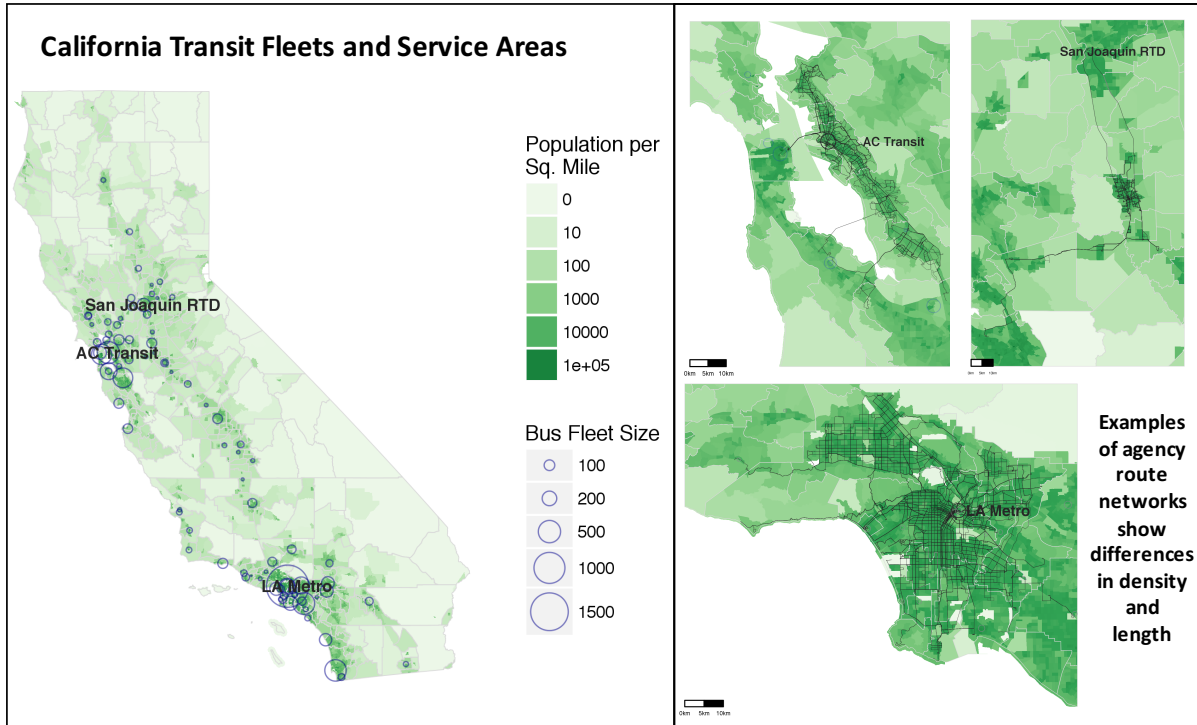 California Transit Fleets and Service Areas
Population per
Sq. Mile
0
10
100
1000
10000
1e+05
Bus Fleet Size
100
200
500
1000
1500
San Joaquin RTD
AC Transit
LA Metro
AC Transit
0km 5km 10km
San Joaquin RTD
LA Metro
0km 5km 10km
Examples
of agency
route
networks
show
differences
in density
and
length